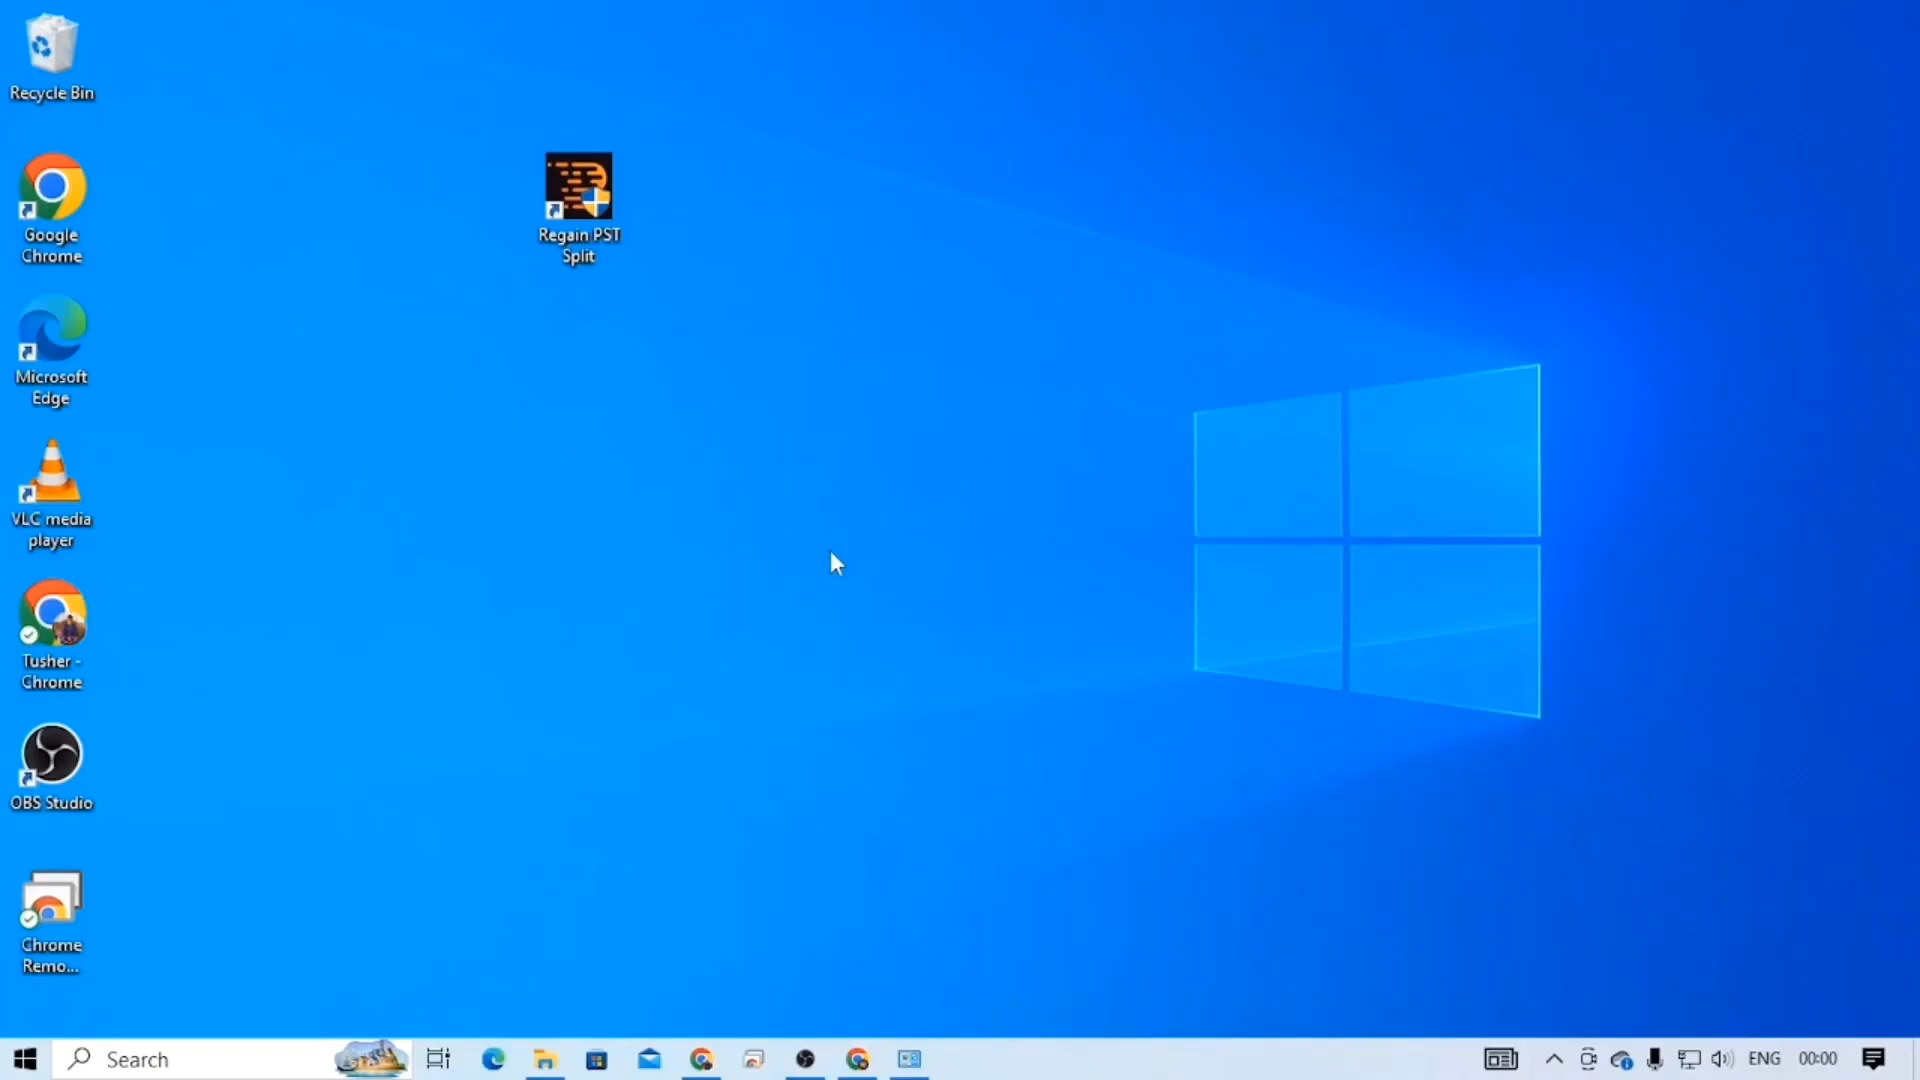 Recycle Bin
Google
Chrome
Regain PST
Split
Microsoft
Edge
VLC media
player
Tusher -
Chrome
OBS Studio
Chrome
Remo...
Search
ENG
00:00